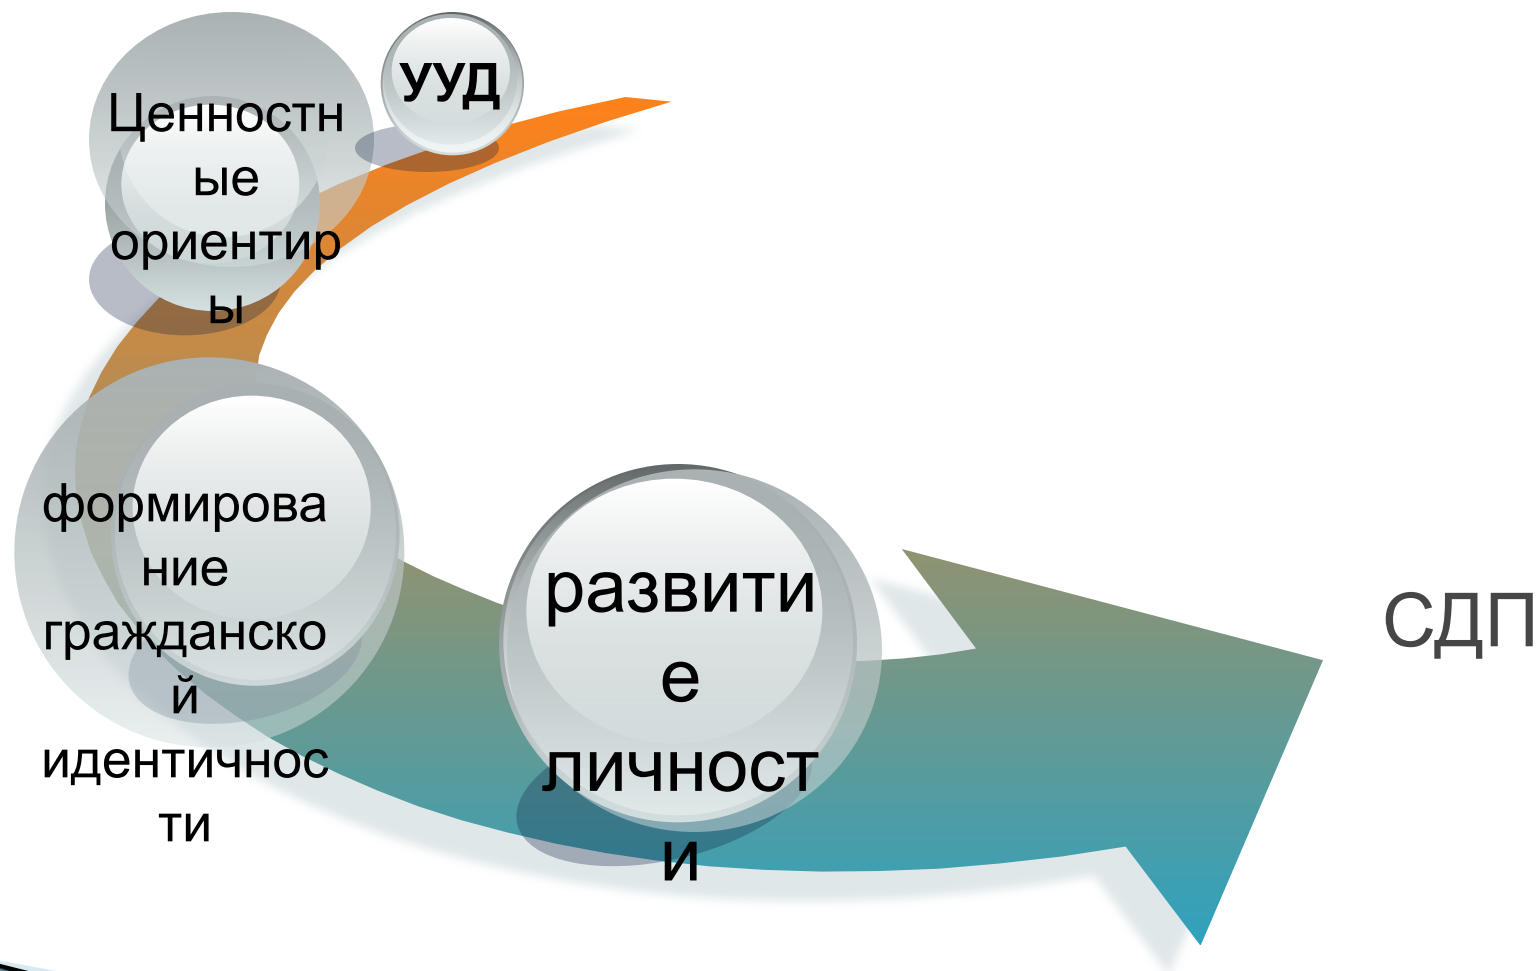 УУД
Ценностн
ые
ориентир
ы
формирова
ние
гражданско
й
идентичнос
ти
развити
е
личност
и
СДП